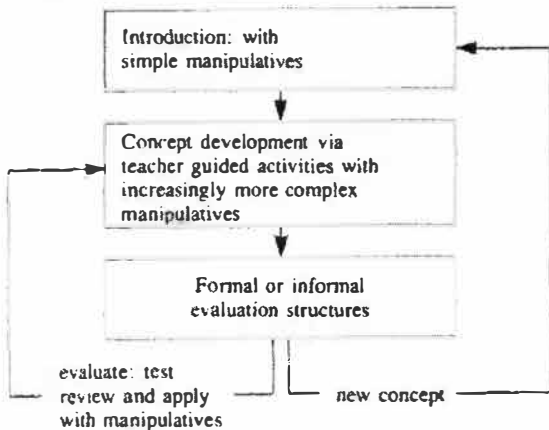 Introduction: with
simple manipulatives
Concept development via
teacher guided activities with
increasingly more complex
manipulatives
Formal or informal
evaluation structures
evaluate: test
review and apply
with manipulatives
new concept